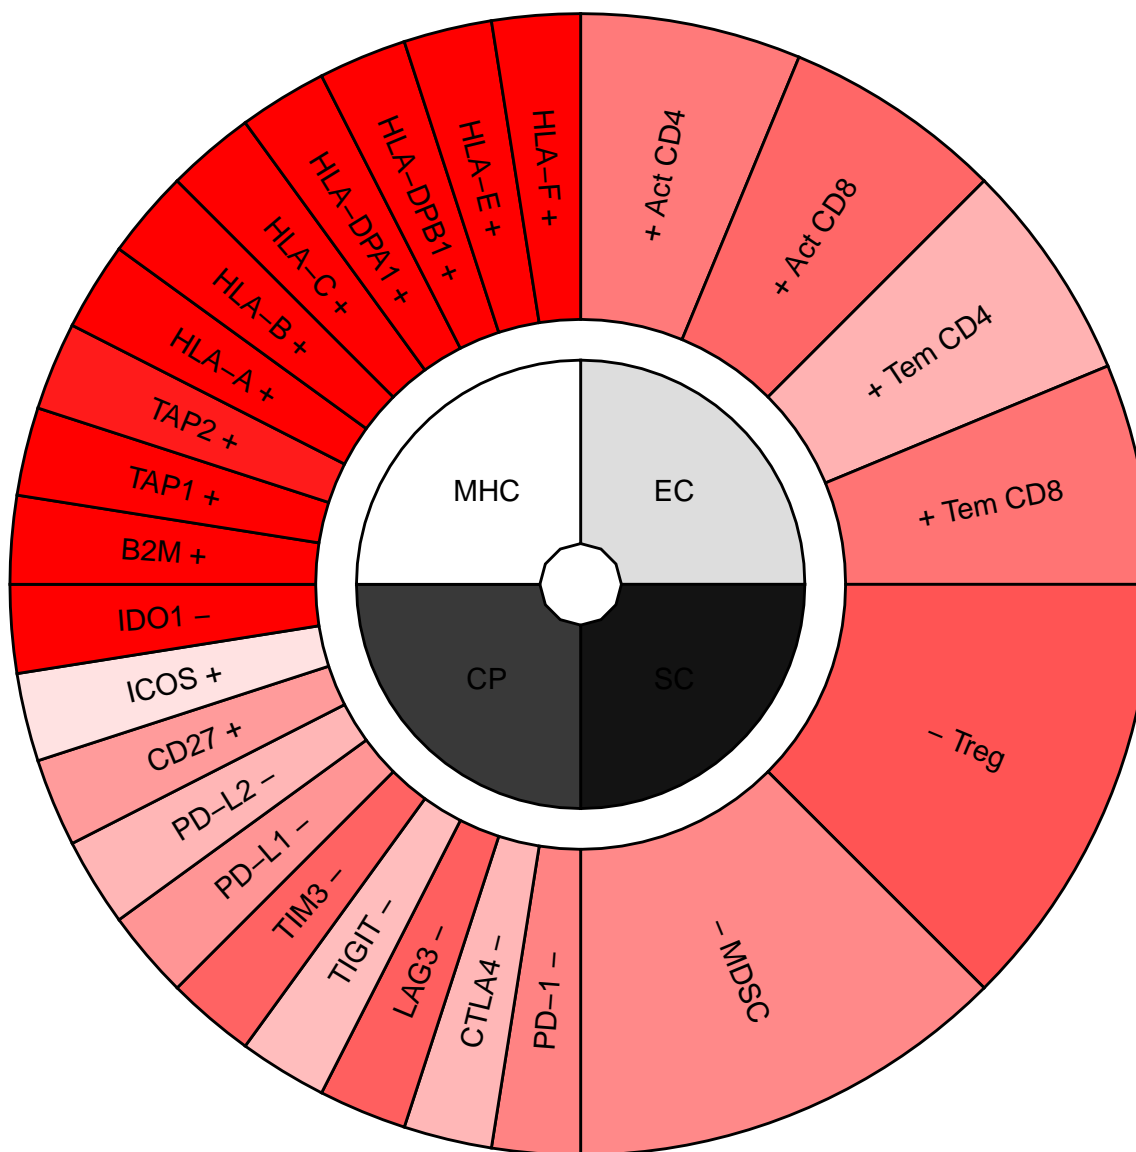 + Act CD4
+ Act CD8
+ Tem CD4
+ Tem CD8
– Treg
– MDSC
PD–1 –
CTLA4 –
LAG3 –
TIGIT –
TIM3 –
PD–L1 –
PD–L2 –
CD27 +
ICOS +
IDO1 –
B2M +
TAP1 +
TAP2 +
HLA–A +
HLA–B +
HLA–C +
HLA–DPA1 +
HLA–DPB1 +
HLA–E +
HLA–F +
MHC
EC
CP
SC